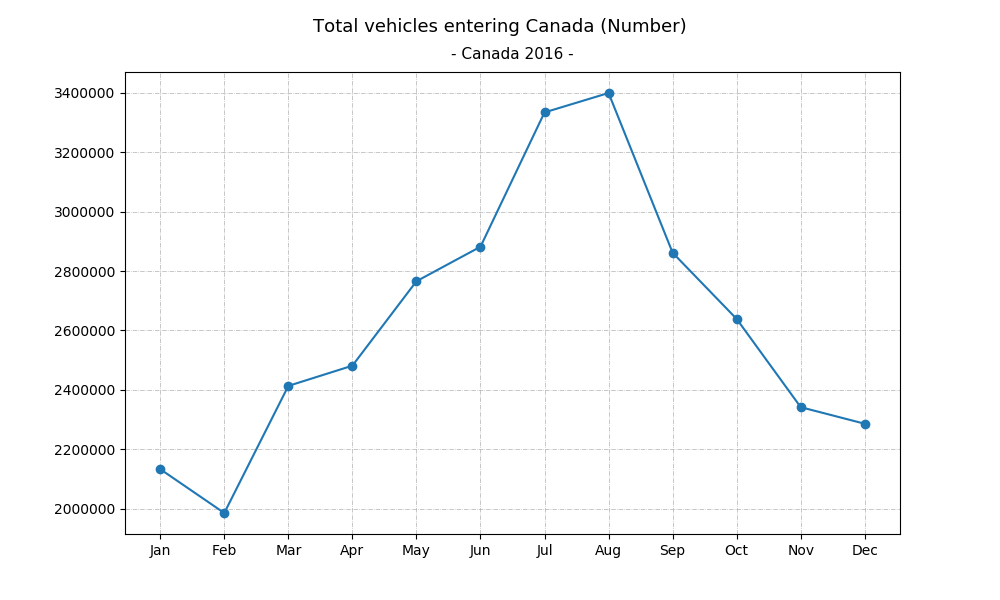 Total vehicles entering Canada (Number)
- Canada 2016 -
3400000
3200000
3000000
2800000
2600000
2400000
2200000
2000000
Jan Feb Mar Apr May Jun Jul Aug Sep Oct Nov Dec